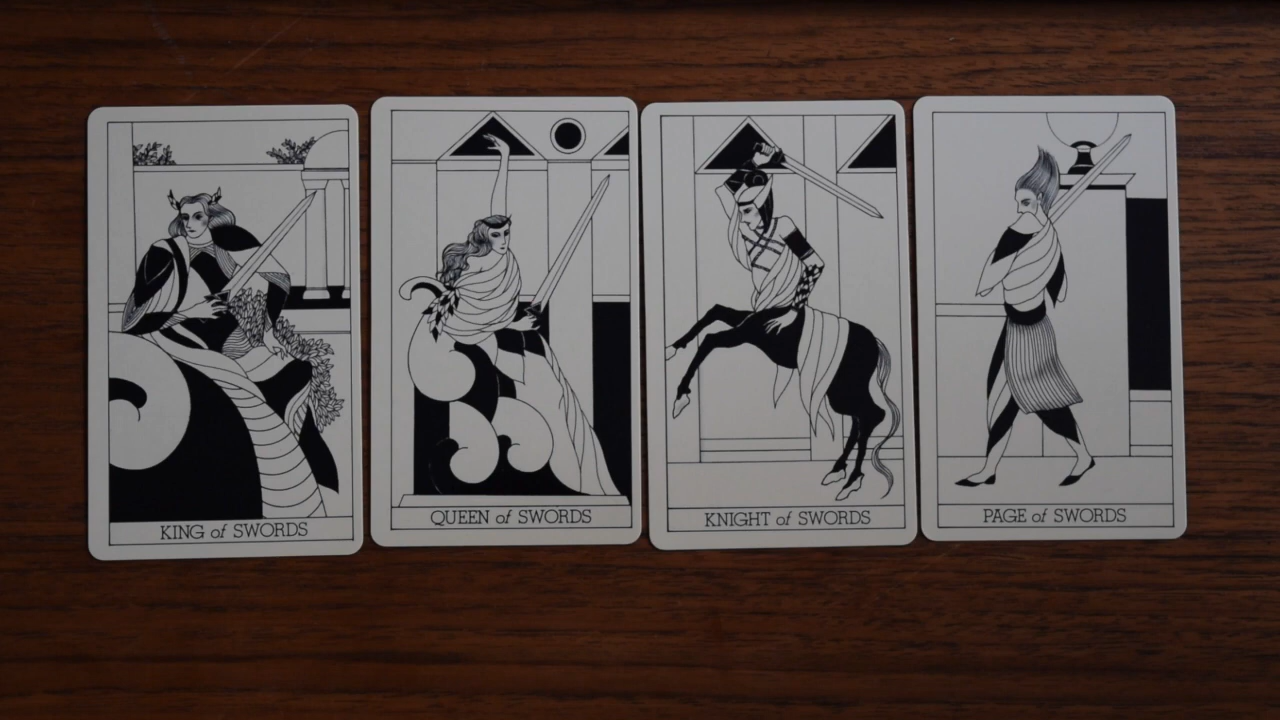 KING of SWORDS
QUEEN of SWORDS
KNIGHT of SWORDS
PAGE of SWORDS